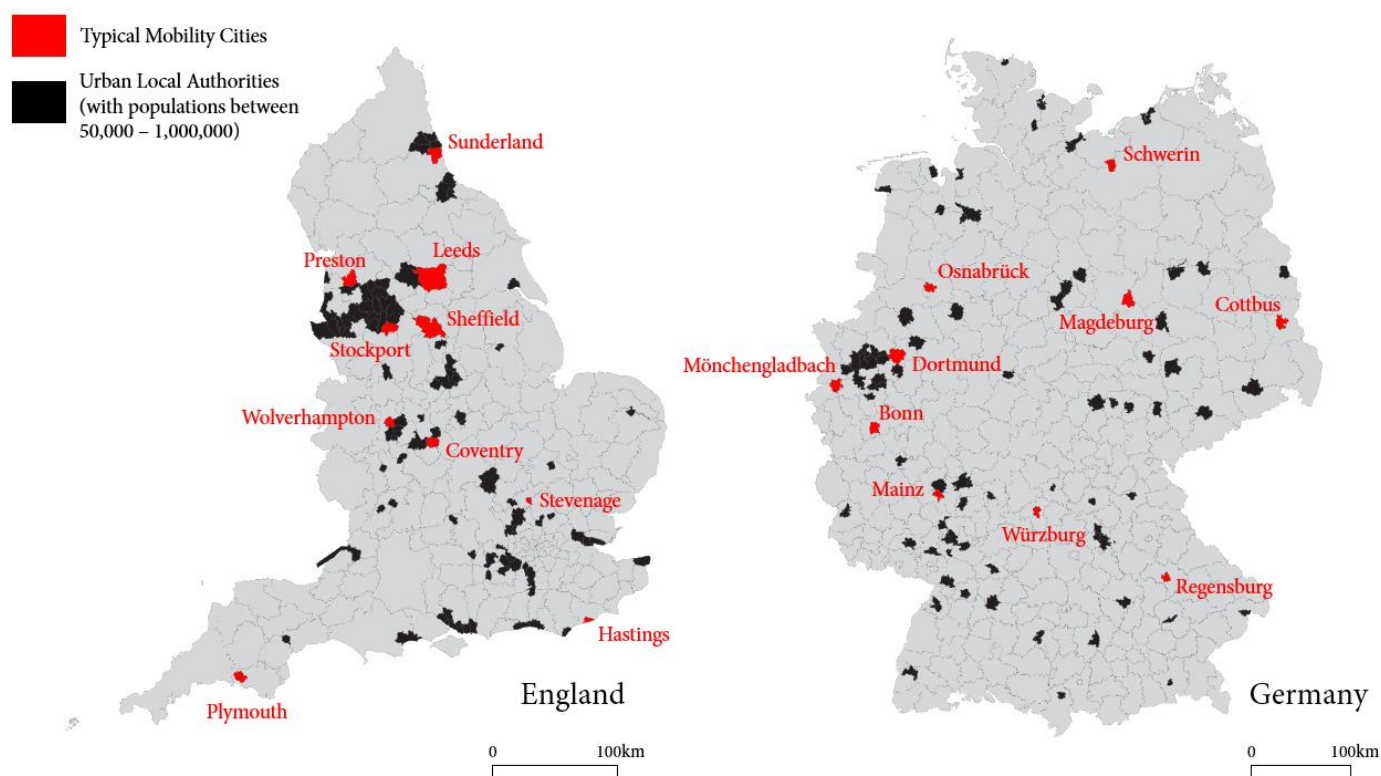 Typical Mobility Cities
Urban Local Authorities
(with populations between
50,000 – 1,000,000)
Sunderland
Leeds
Preston
Sheffield
Stockport
Wolverhampton
Coventry
Stevenage
Hastings
Plymouth
England
0 100km
Schwerin
Osnabrück
Cottbus
Magdeburg
Mönchengladbach
Dortmund
Bonn
Mainz
Würzburg
Regensburg
Germany
0 100km